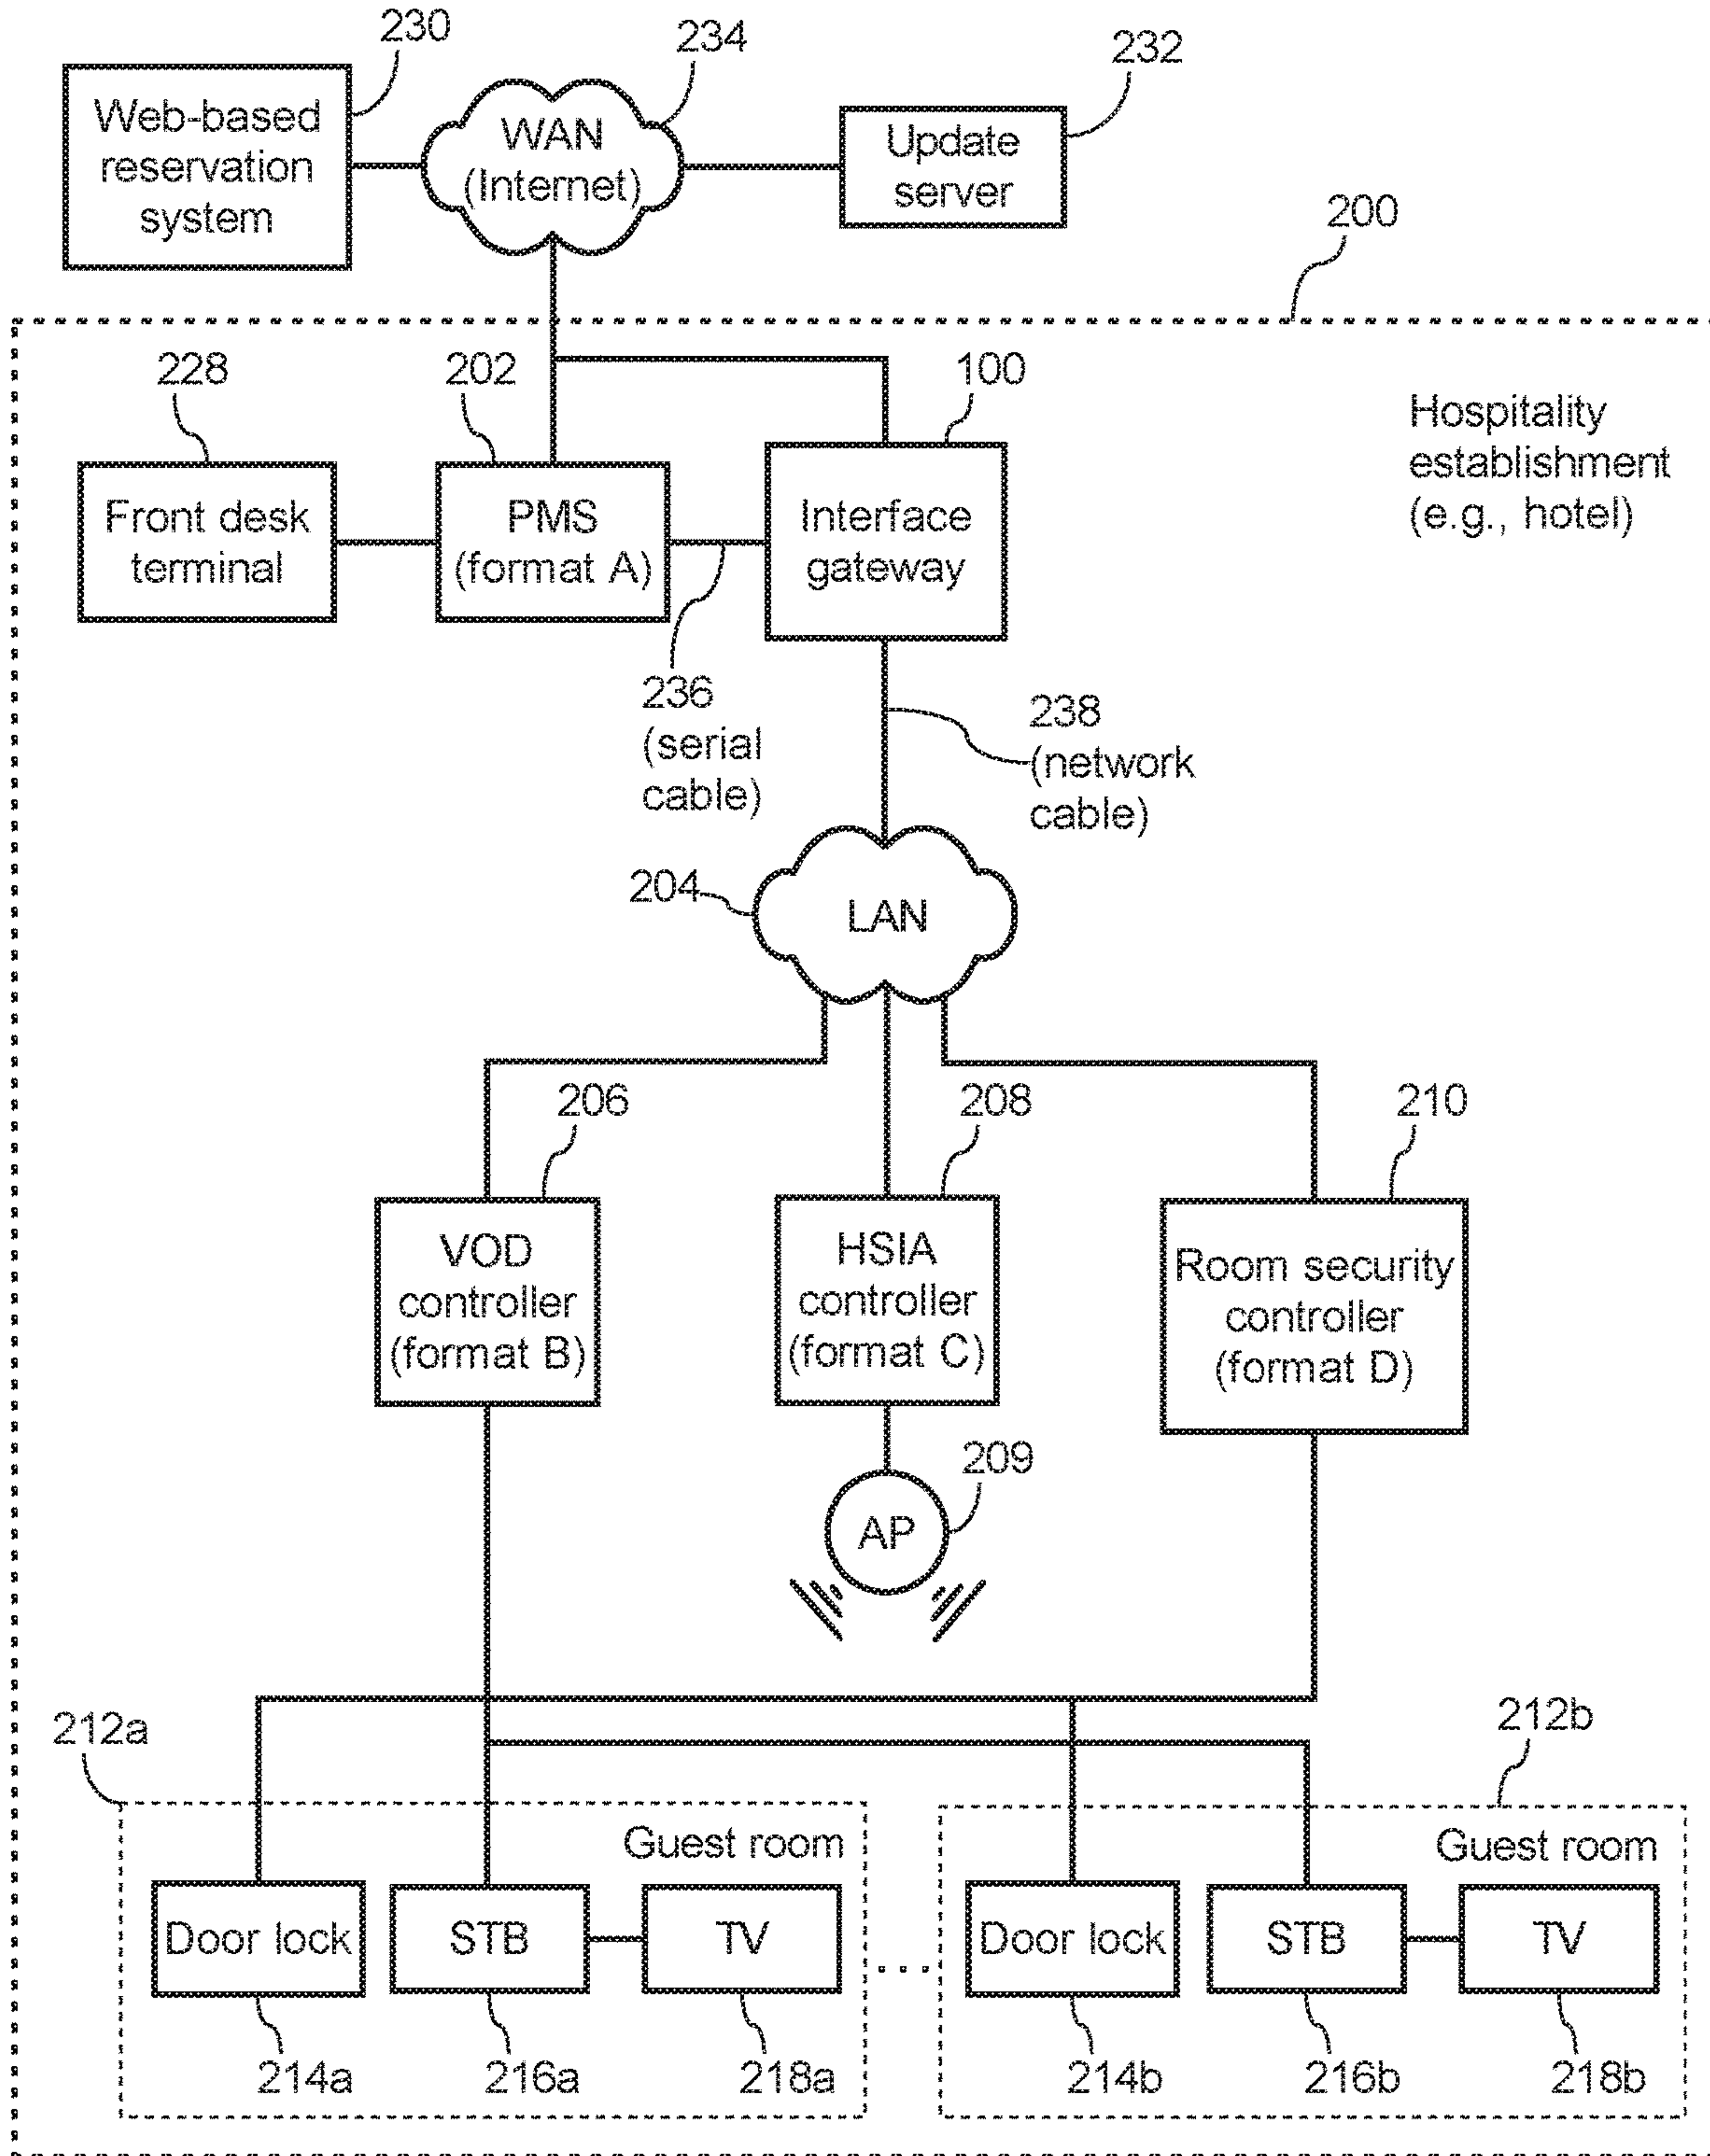 230
234
232
Web-based
reservation
system
WAN
(Internet)
Update
server
200
228
202
100
Hospitality
establishment
(e.g., hotel)
Front desk
terminal
PMS
(format A)
Interface
gateway
236
(serial
cable)
238
(network
cable)
204
LAN
206
208
210
VOD
controller
(format B)
HSIA
controller
(format C)
Room security
controller
(format D)
209
AP
212a
212b
Guest room
Guest room
Door lock
STB
TV
...
Door lock
STB
TV
214a
216a
218a
214b
216b
218b